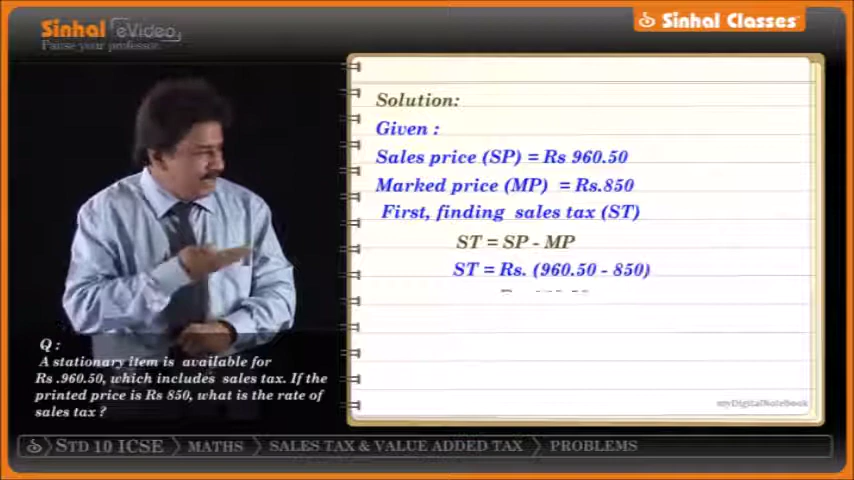 Sinhal eVideo
Pause your professor.
Sinhal Classes
Solution:
Given :
Sales price (SP) = Rs 960.50
Marked price (MP) = Rs.850
First, finding sales tax (ST)
ST = SP - MP
ST = Rs. (960.50 - 850)
Q :
A stationary item is available for
Rs .960.50, which includes sales tax. If the
printed price is Rs 850, what is the rate of
sales tax ?
myDigitalNoteBook
STD 10 ICSE
MATHS
SALES TAX & VALUE ADDED TAX
PROBLEMS